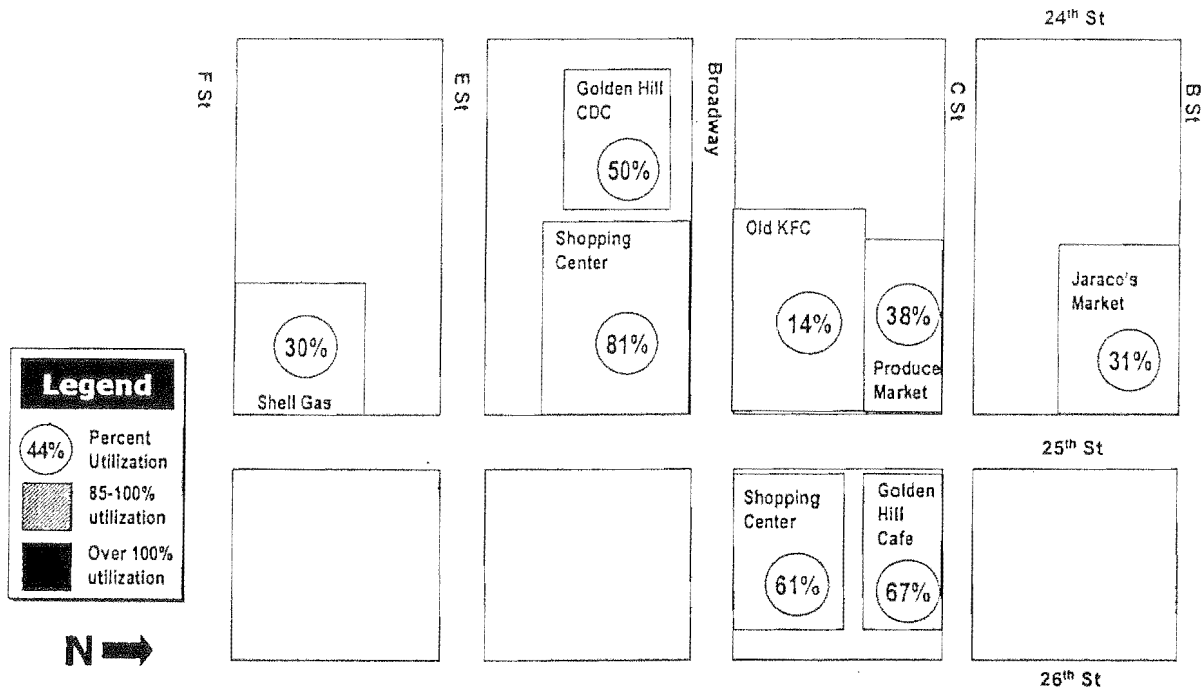 24th St
F St
E St
Broadway
C St
B St
Golden Hill
CDC
50%
Shopping
Center
81%
Old KFC
14%
38%
Produce
Market
Jaraco's
Market
31%
30%
Shell Gas
Legend
44%
Percent
Utilization
85-100%
utilization
Over 100%
utilization
25th St
Shopping
Center
61%
Golden
Hill
Cafe
67%
N
26th St